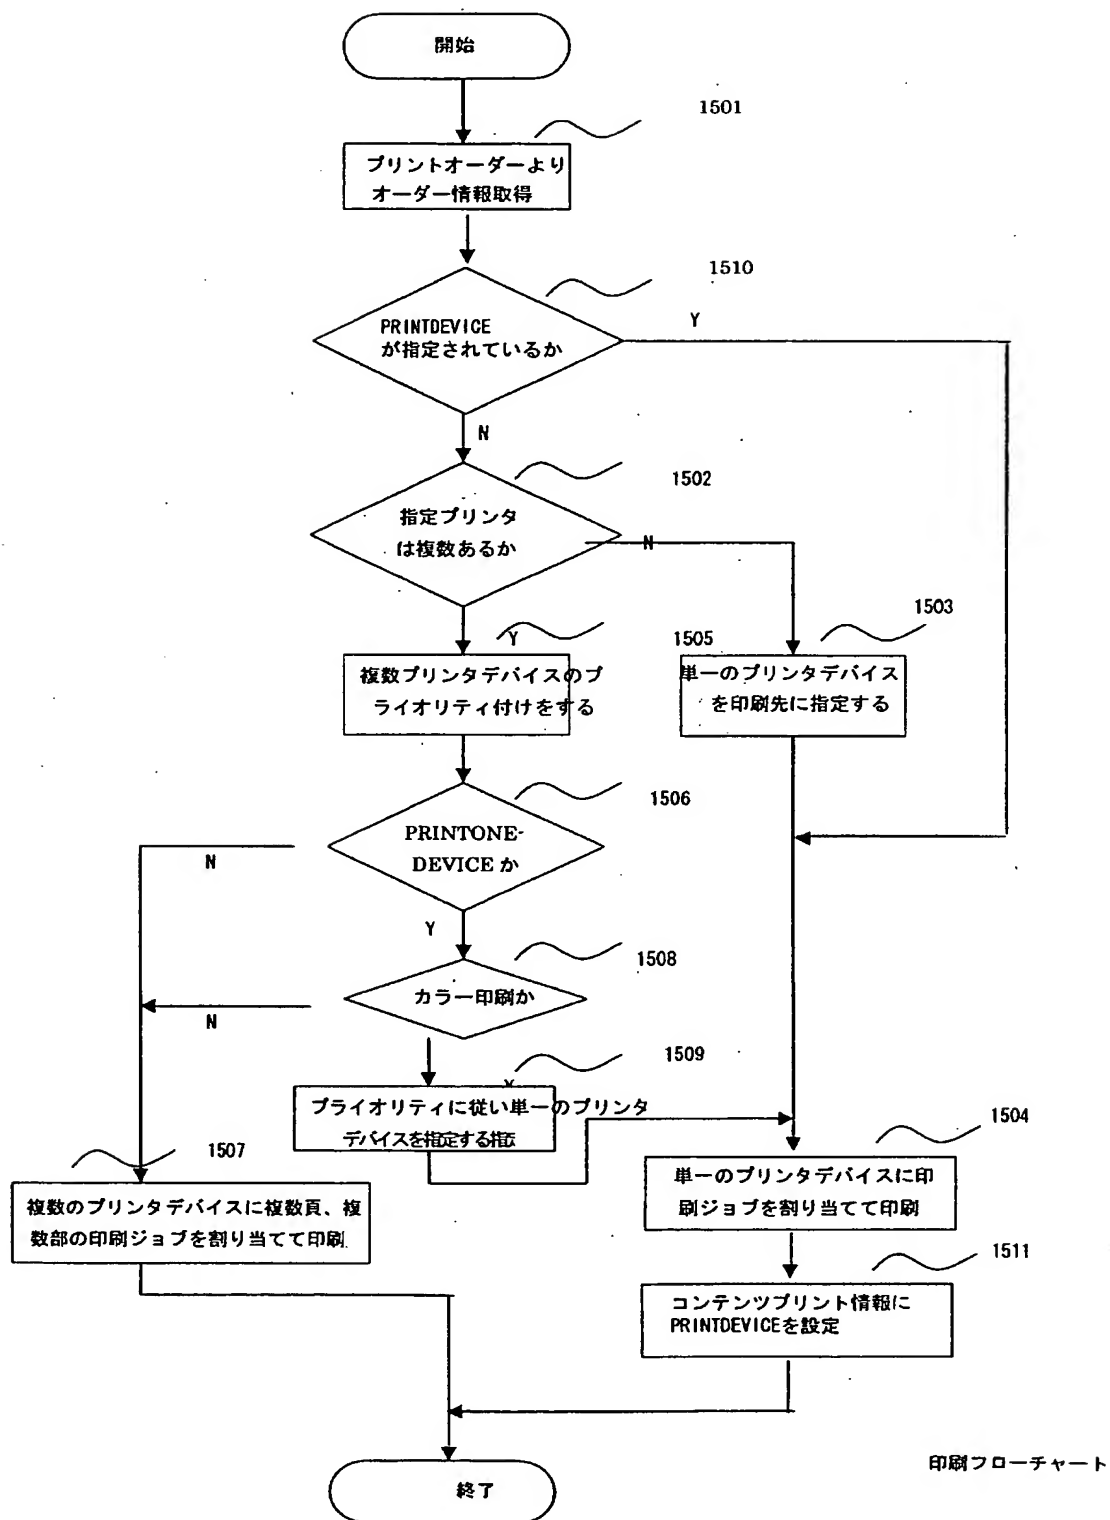 開始
1501
プリントオーダーより
オーダー情報取得
1510
PRINTDEVICE
が指定されているか
Y
N
1502
指定プリンタ
は複数あるか
N
1503
Y
1505
複数プリンタデバイスのプ
ライオリティ付けをする
単一のプリンタデバイス
を印刷先に指定する
1506
PRINTONE-
DEVICE か
N
Y
1508
カラー印刷か
N
1509
Y
プライオリティに従い単一のプリンタ
デバイスを指定する指
1504
1507
単一のプリンタデバイスに印
刷ジョブを割り当てて印刷
複数のプリンタデバイスに複数頁、複
数部の印刷ジョブを割り当てて印刷.
1511
コンテンツプリント情報に
PRINTDEVICEを設定
印刷フローチャート
終了